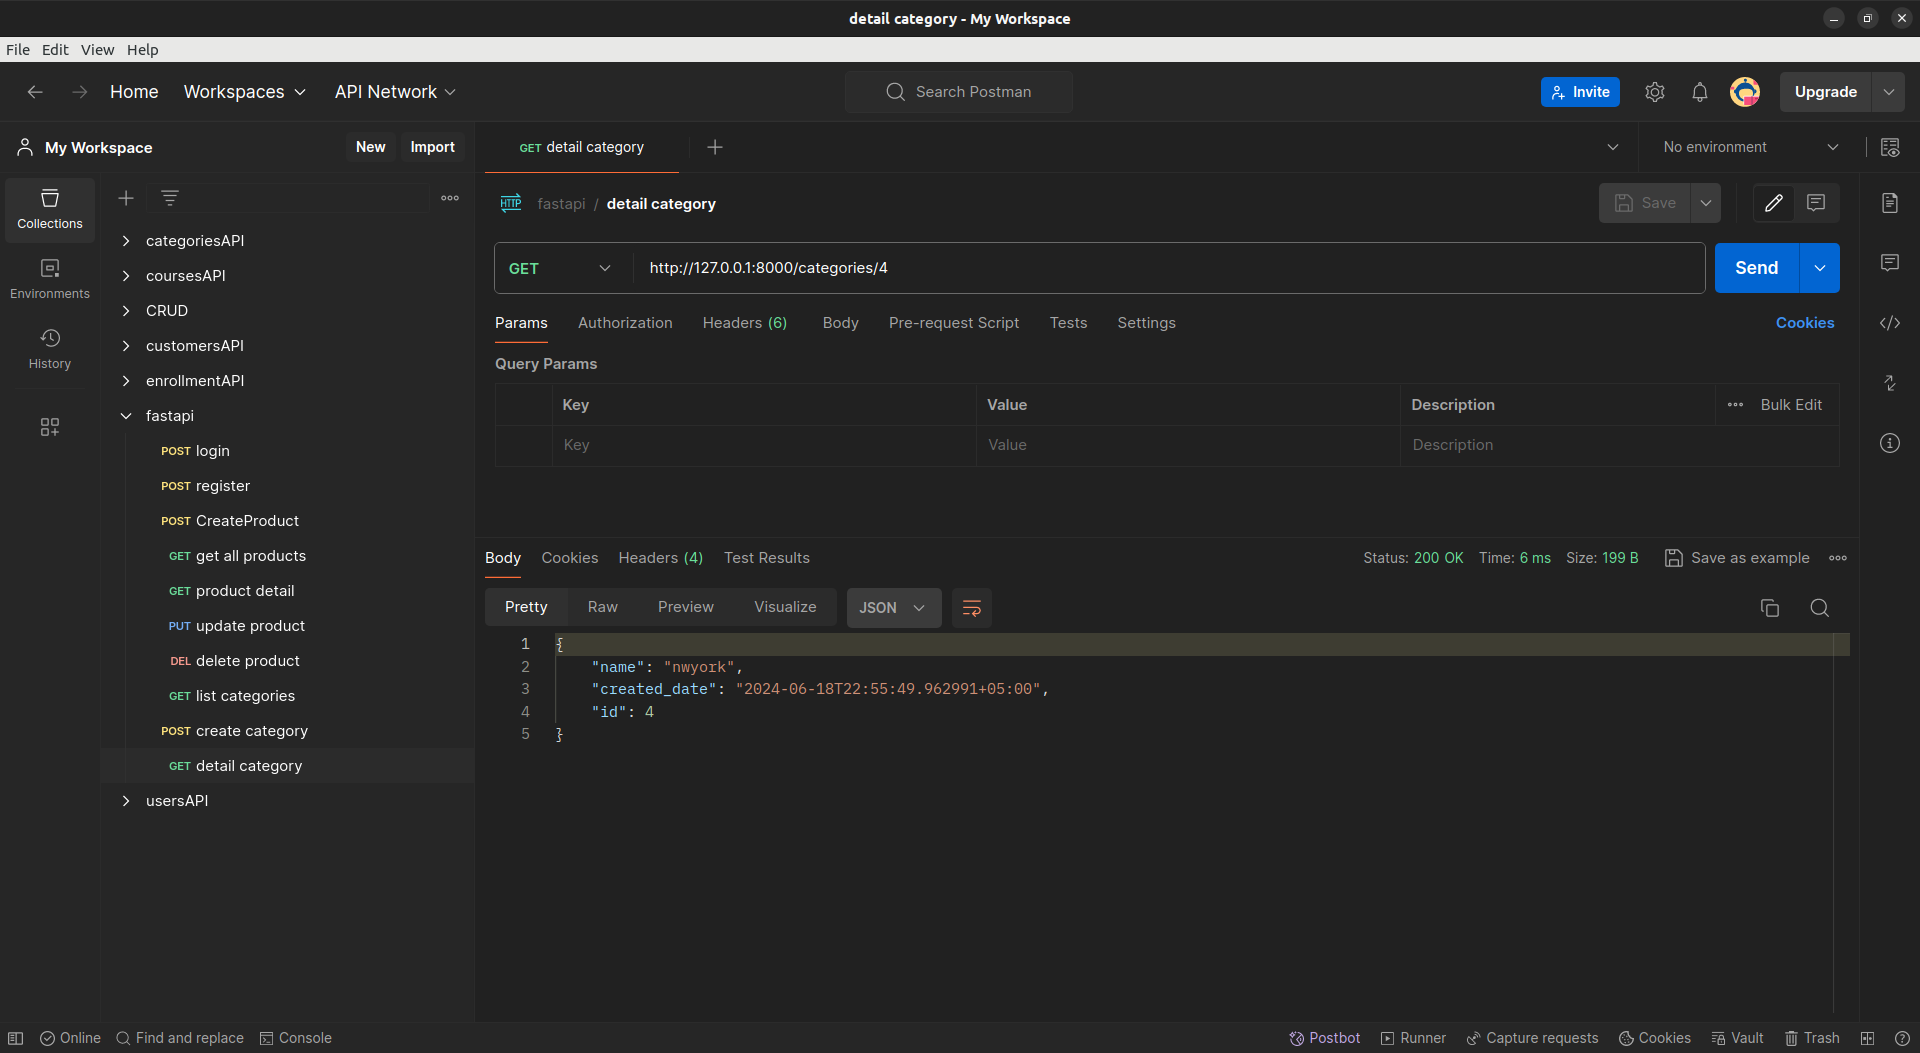 detail category - My Workspace
File Edit View Help
Home Workspaces API Network Search Postman Invite Upgrade
My Workspace New Import GET detail category No environment
Collections
Environments
History
categoriesAPI
coursesAPI
CRUD
customersAPI
enrollmentAPI
fastapi
POST login
POST register
POST CreateProduct
GET get all products
GET product detail
PUT update product
DEL delete product
GET list categories
POST create category
GET detail category
usersAPI
HTTP fastapi / detail category Save
GET http://127.0.0.1:8000/categories/4 Send
Params Authorization Headers (6) Body Pre-request Script Tests Settings Cookies
Query Params
Key Value Description Bulk Edit
Key Value Description
Body Cookies Headers (4) Test Results Status: 200 OK Time: 6 ms Size: 199 B Save as example
Pretty Raw Preview Visualize JSON
1 {
2 "name": "nwyork",
3 "created_date": "2024-06-18T22:55:49.962991+05:00",
4 "id": 4
5 }
Online Find and replace Console Postbot Runner Capture requests Cookies Vault Trash